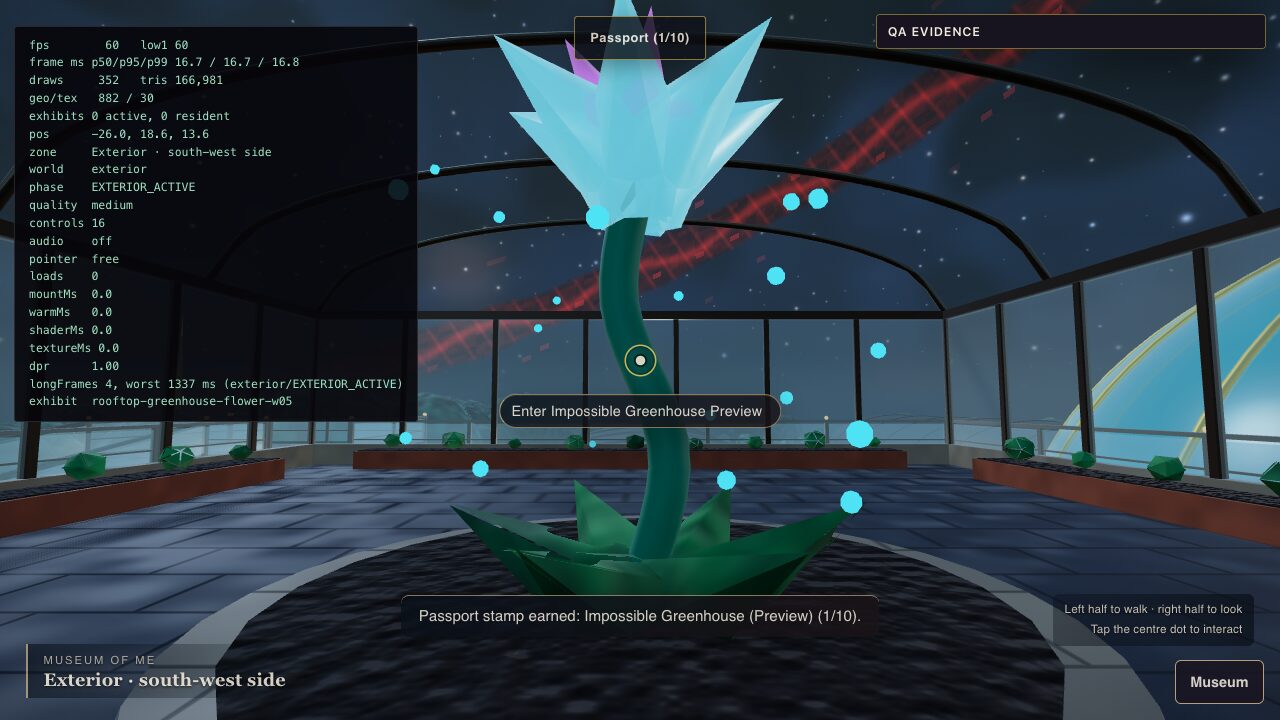 fps 60 low1 60
frame ms p50/p95/p99 16.7 / 16.7 / 16.8
draws 352 tris 166,981
geo/tex 882 / 30
exhibits 0 active, 0 resident
pos −26.0, 18.6, 13.6
zone Exterior · south-west side
world exterior
phase EXTERIOR_ACTIVE
quality medium
controls 16
audio off
pointer free
loads 0
mountMs 0.0
warmMs 0.0
shaderMs 0.0
textureMs 0.0
dpr 1.00
longFrames 4, worst 1337 ms (exterior/EXTERIOR_ACTIVE)
exhibit rooftop-greenhouse-flower-w05
Passport (1/10)
QA EVIDENCE
Enter Impossible Greenhouse Preview
Passport stamp earned: Impossible Greenhouse (Preview) (1/10).
Left half to walk · right half to look
Tap the centre dot to interact
MUSEUM OF ME
Exterior · south-west side
Museum